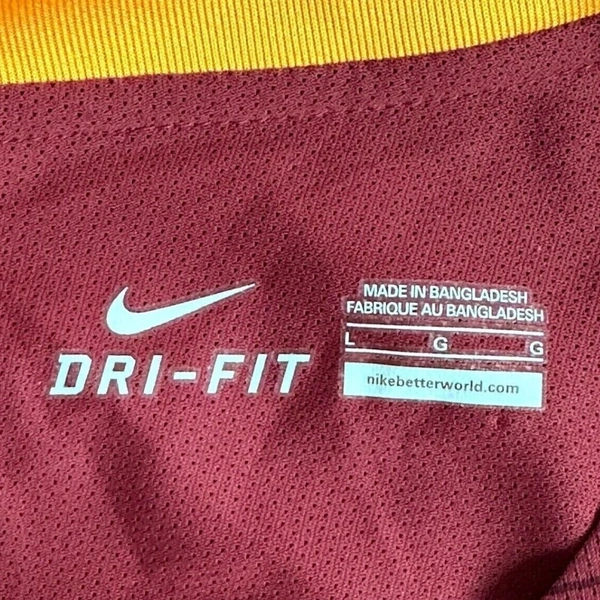 DRI-FIT
MADE IN BANGLADESH
FABRIQUE AU BANGLADESH
L G G
nikebetterworld.com